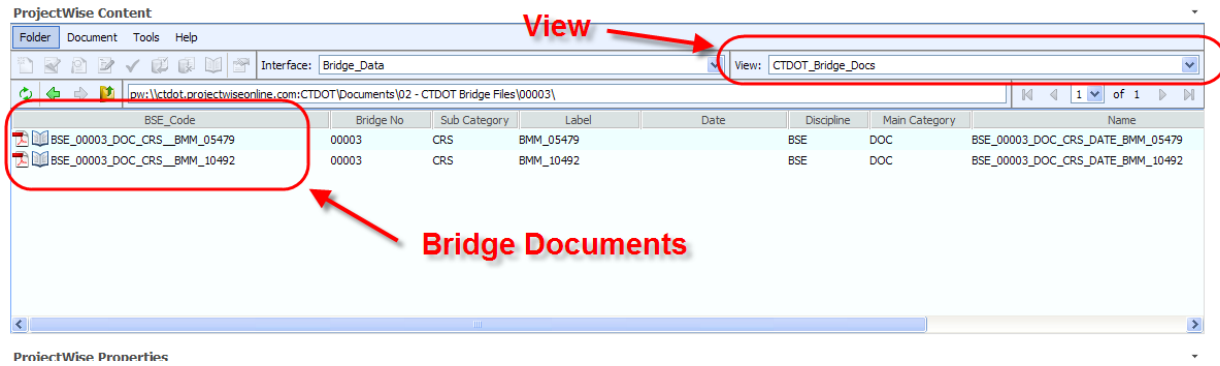 ProjectWise Content
View
Folder Document Tools Help
Interface: Bridge_Data View: CTDOT_Bridge_Docs
pw:\\ctdot.projectwiseonline.com:CTDOT\Documents\02 - CTDOT Bridge Files\00003\ 1 of 1
BSE_Code Bridge No Sub Category Label Date Discipline Main Category Name
BSE_00003_DOC_CRS__BMM_05479 00003 CRS BMM_05479 BSE DOC BSE_00003_DOC_CRS_DATE_BMM_05479
BSE_00003_DOC_CRS__BMM_10492 00003 CRS BMM_10492 BSE DOC BSE_00003_DOC_CRS_DATE_BMM_10492
Bridge Documents
ProjectWise Properties